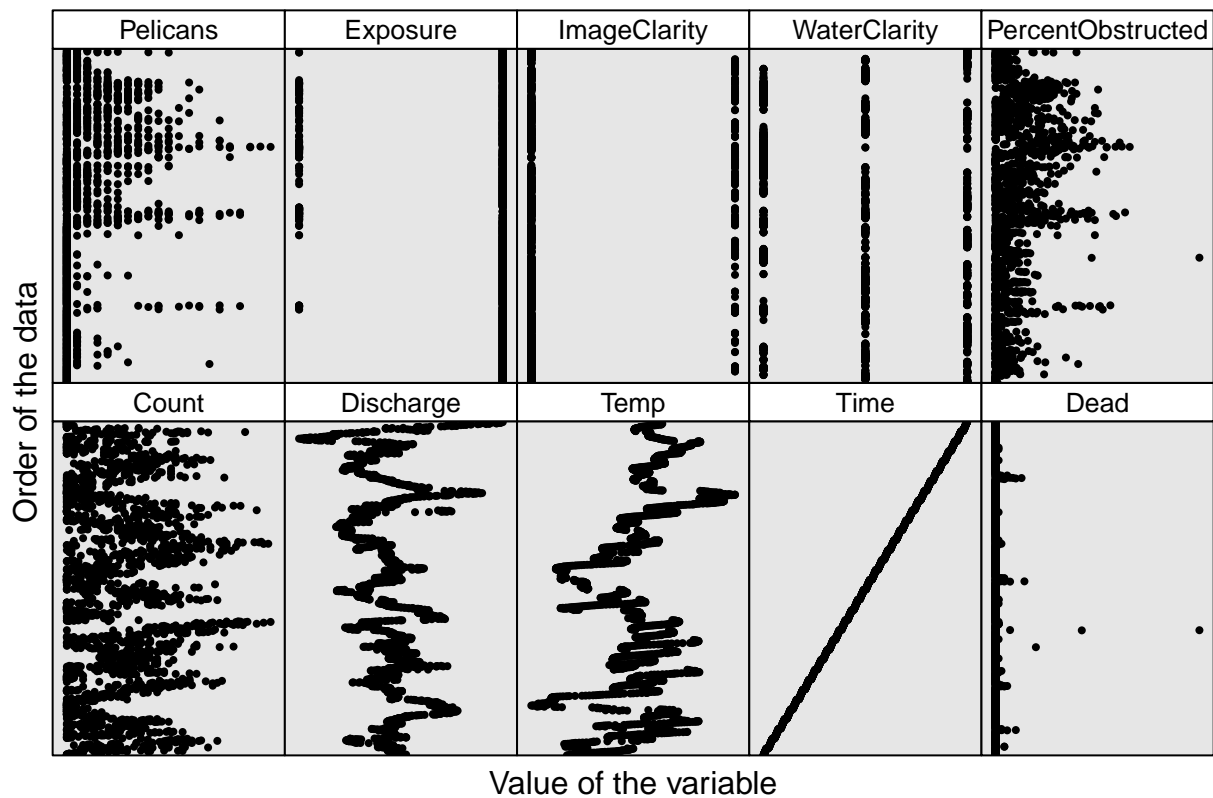 Pelicans Exposure ImageClarity WaterClarity PercentObstructed
Count Discharge Temp Time Dead
Order of the data
Value of the variable